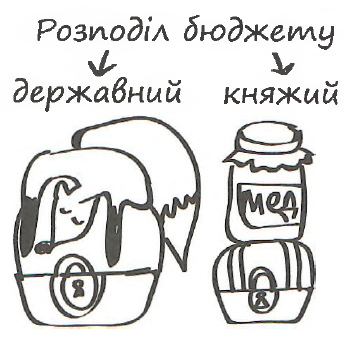 Розподіл бюджету
державний княжий
мед